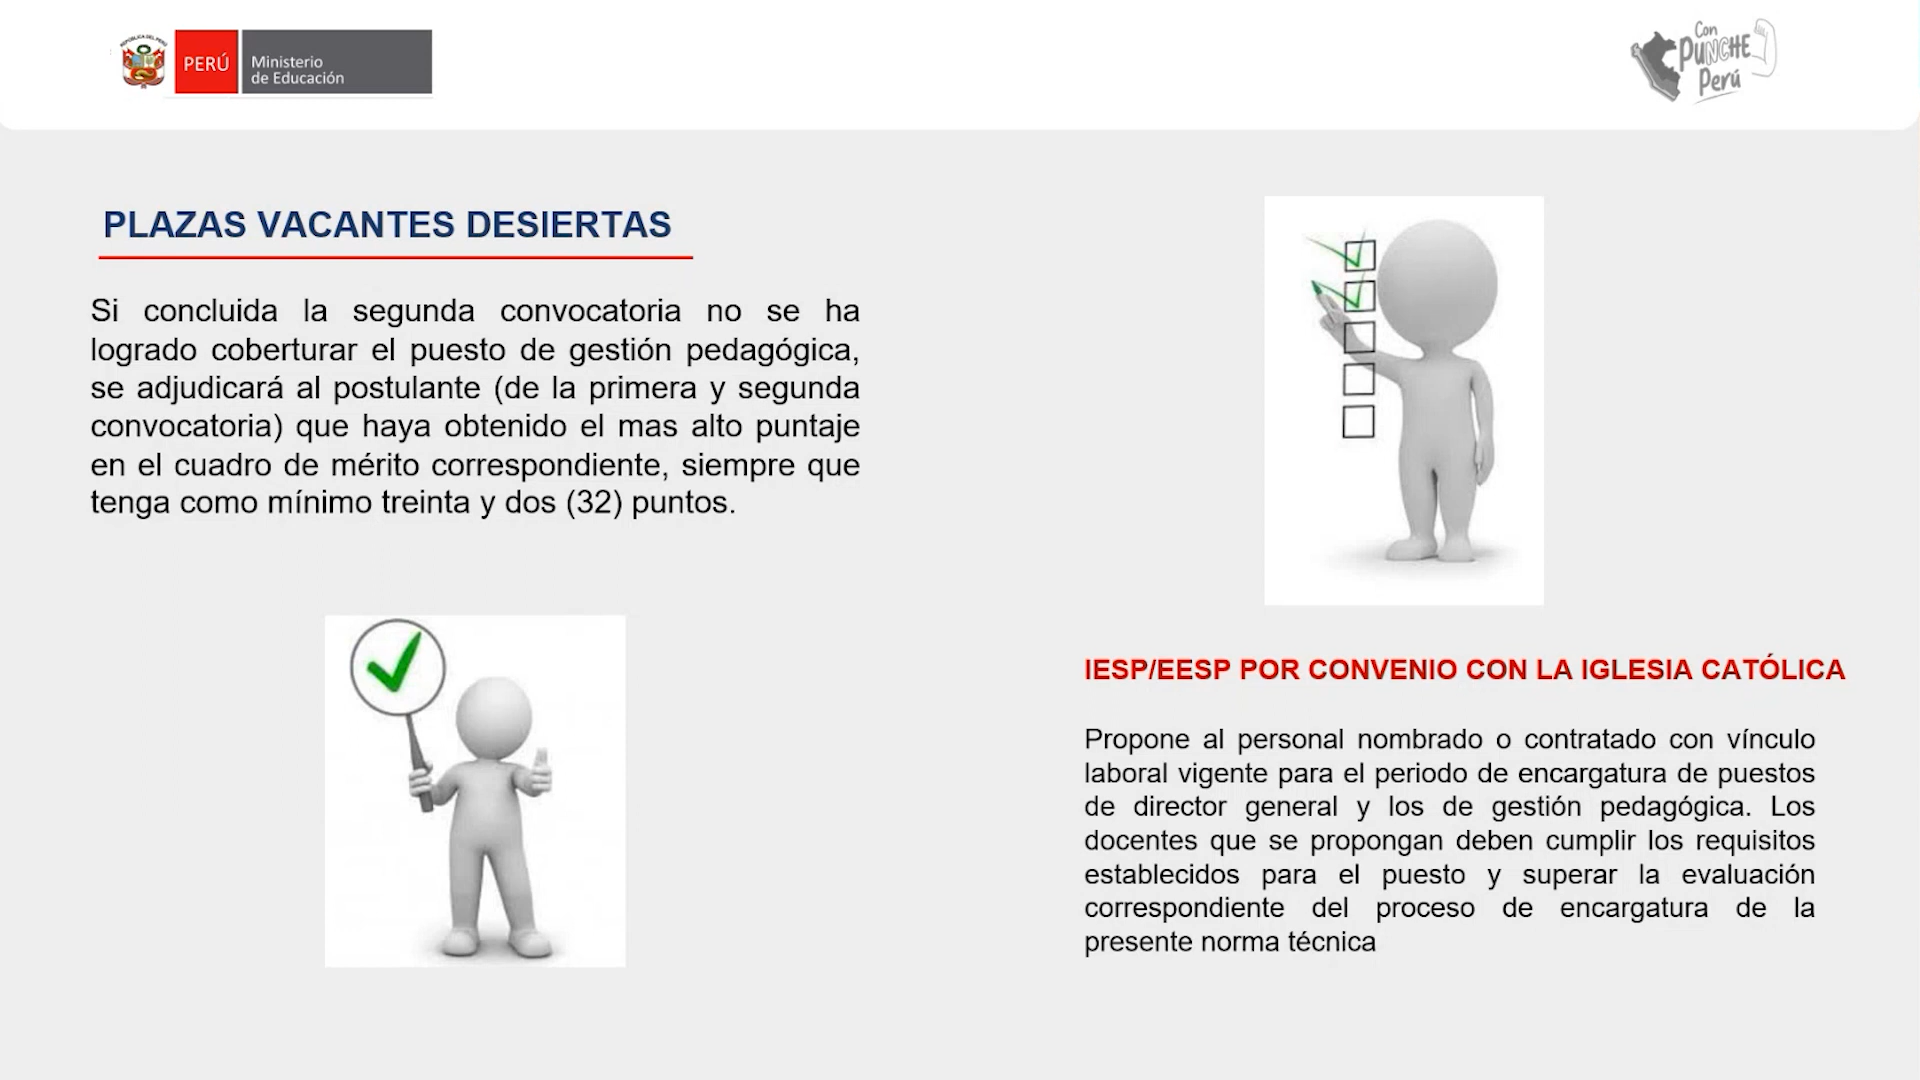 PERÚ
Ministerio
de Educación
Con
PUNCHE
Perú
PLAZAS VACANTES DESIERTAS
Si concluida la segunda convocatoria no se ha
logrado coberturar el puesto de gestión pedagógica,
se adjudicará al postulante (de la primera y segunda
convocatoria) que haya obtenido el mas alto puntaje
en el cuadro de mérito correspondiente, siempre que
tenga como mínimo treinta y dos (32) puntos.
IESP/EESP POR CONVENIO CON LA IGLESIA CATÓLICA
Propone al personal nombrado o contratado con vínculo
laboral vigente para el periodo de encargatura de puestos
de director general y los de gestión pedagógica. Los
docentes que se propongan deben cumplir los requisitos
establecidos para el puesto y superar la evaluación
correspondiente del proceso de encargatura de la
presente norma técnica